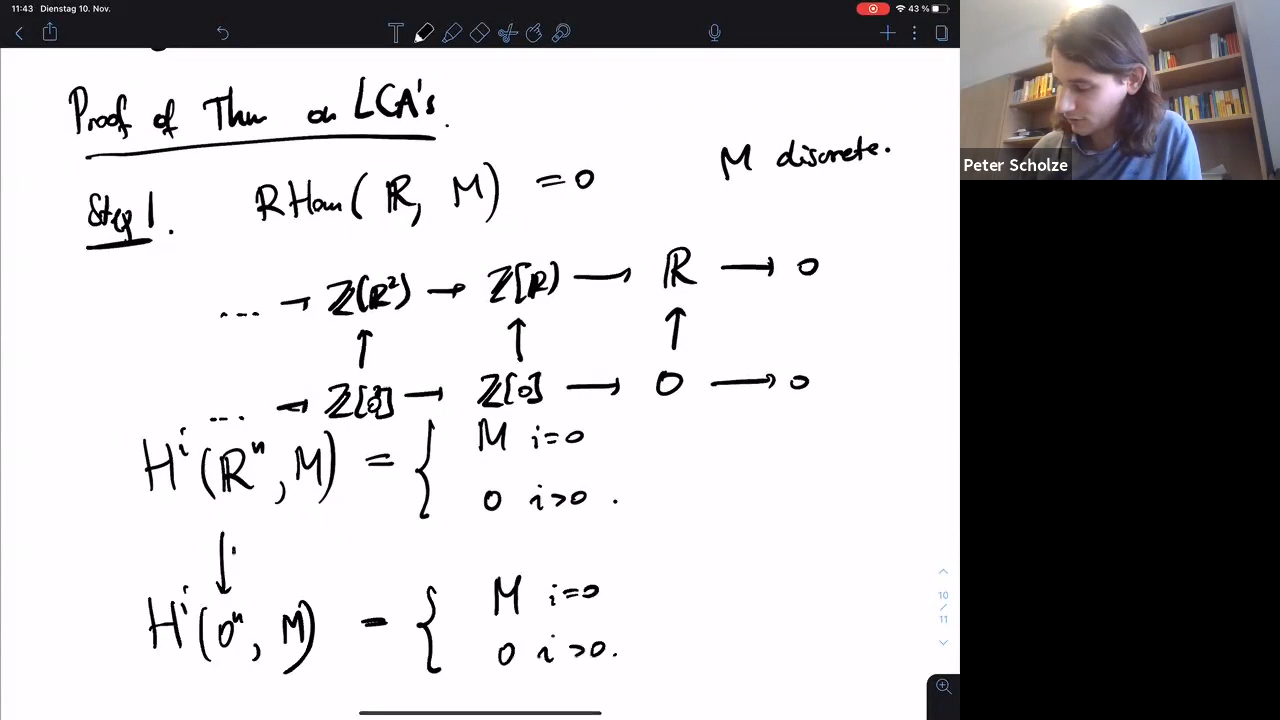 11:43 Dienstag 10. Nov.
43 %
Proof of Thm on LCA's.
M discrete.
Step 1. RHom(ℝ, M) = 0
... → ℤ(ℝ²) → ℤ[ℝ) → ℝ → 0
↑ ↑ ↑
... → ℤ[0²] → ℤ[0] → 0 → 0
Hⁱ(ℝⁿ, M) = { M i=0
0 i>0 .
↓
Hⁱ(0ⁿ, M) = { M i=0
0 i>0.
Peter Scholze
10
/
11